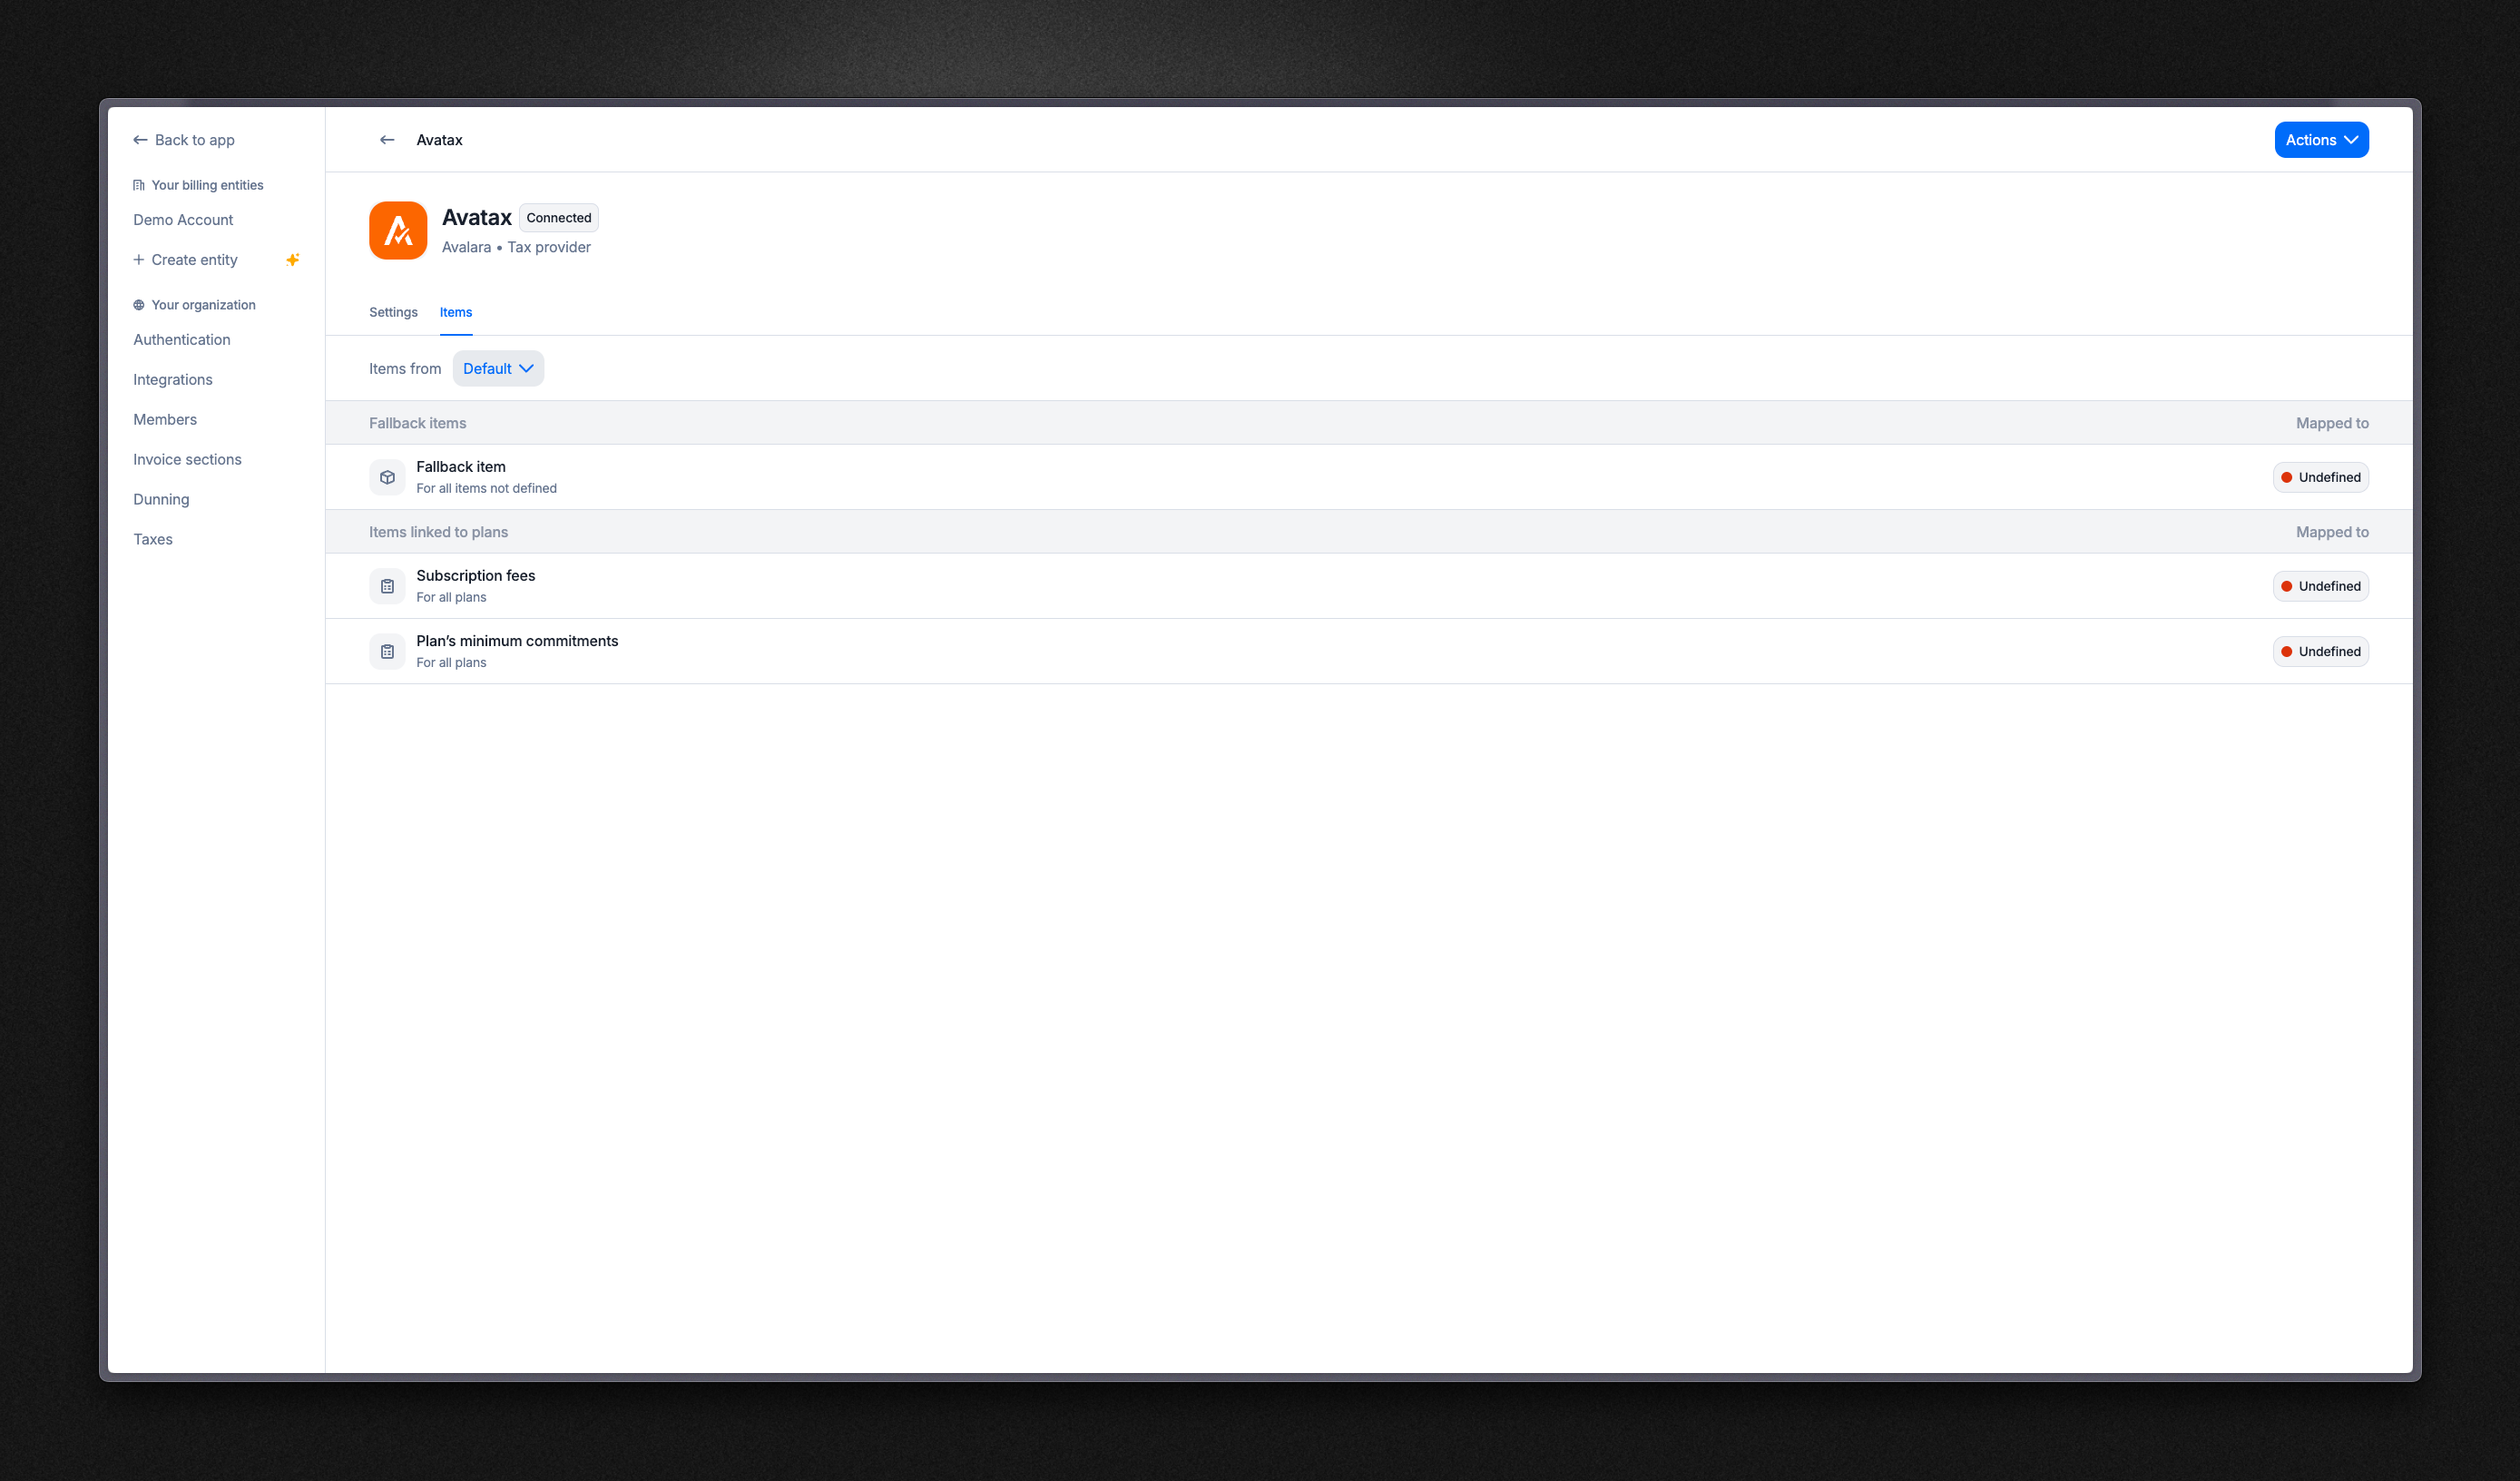 Back to app
Your billing entities
Demo Account
Create entity
Your organization
Authentication
Integrations
Members
Invoice sections
Dunning
Taxes
Avatax
Actions
Avatax Connected
Avalara • Tax provider
Settings Items
Items from Default
Fallback items Mapped to
Fallback item
For all items not defined
Undefined
Items linked to plans Mapped to
Subscription fees
For all plans
Undefined
Plan’s minimum commitments
For all plans
Undefined